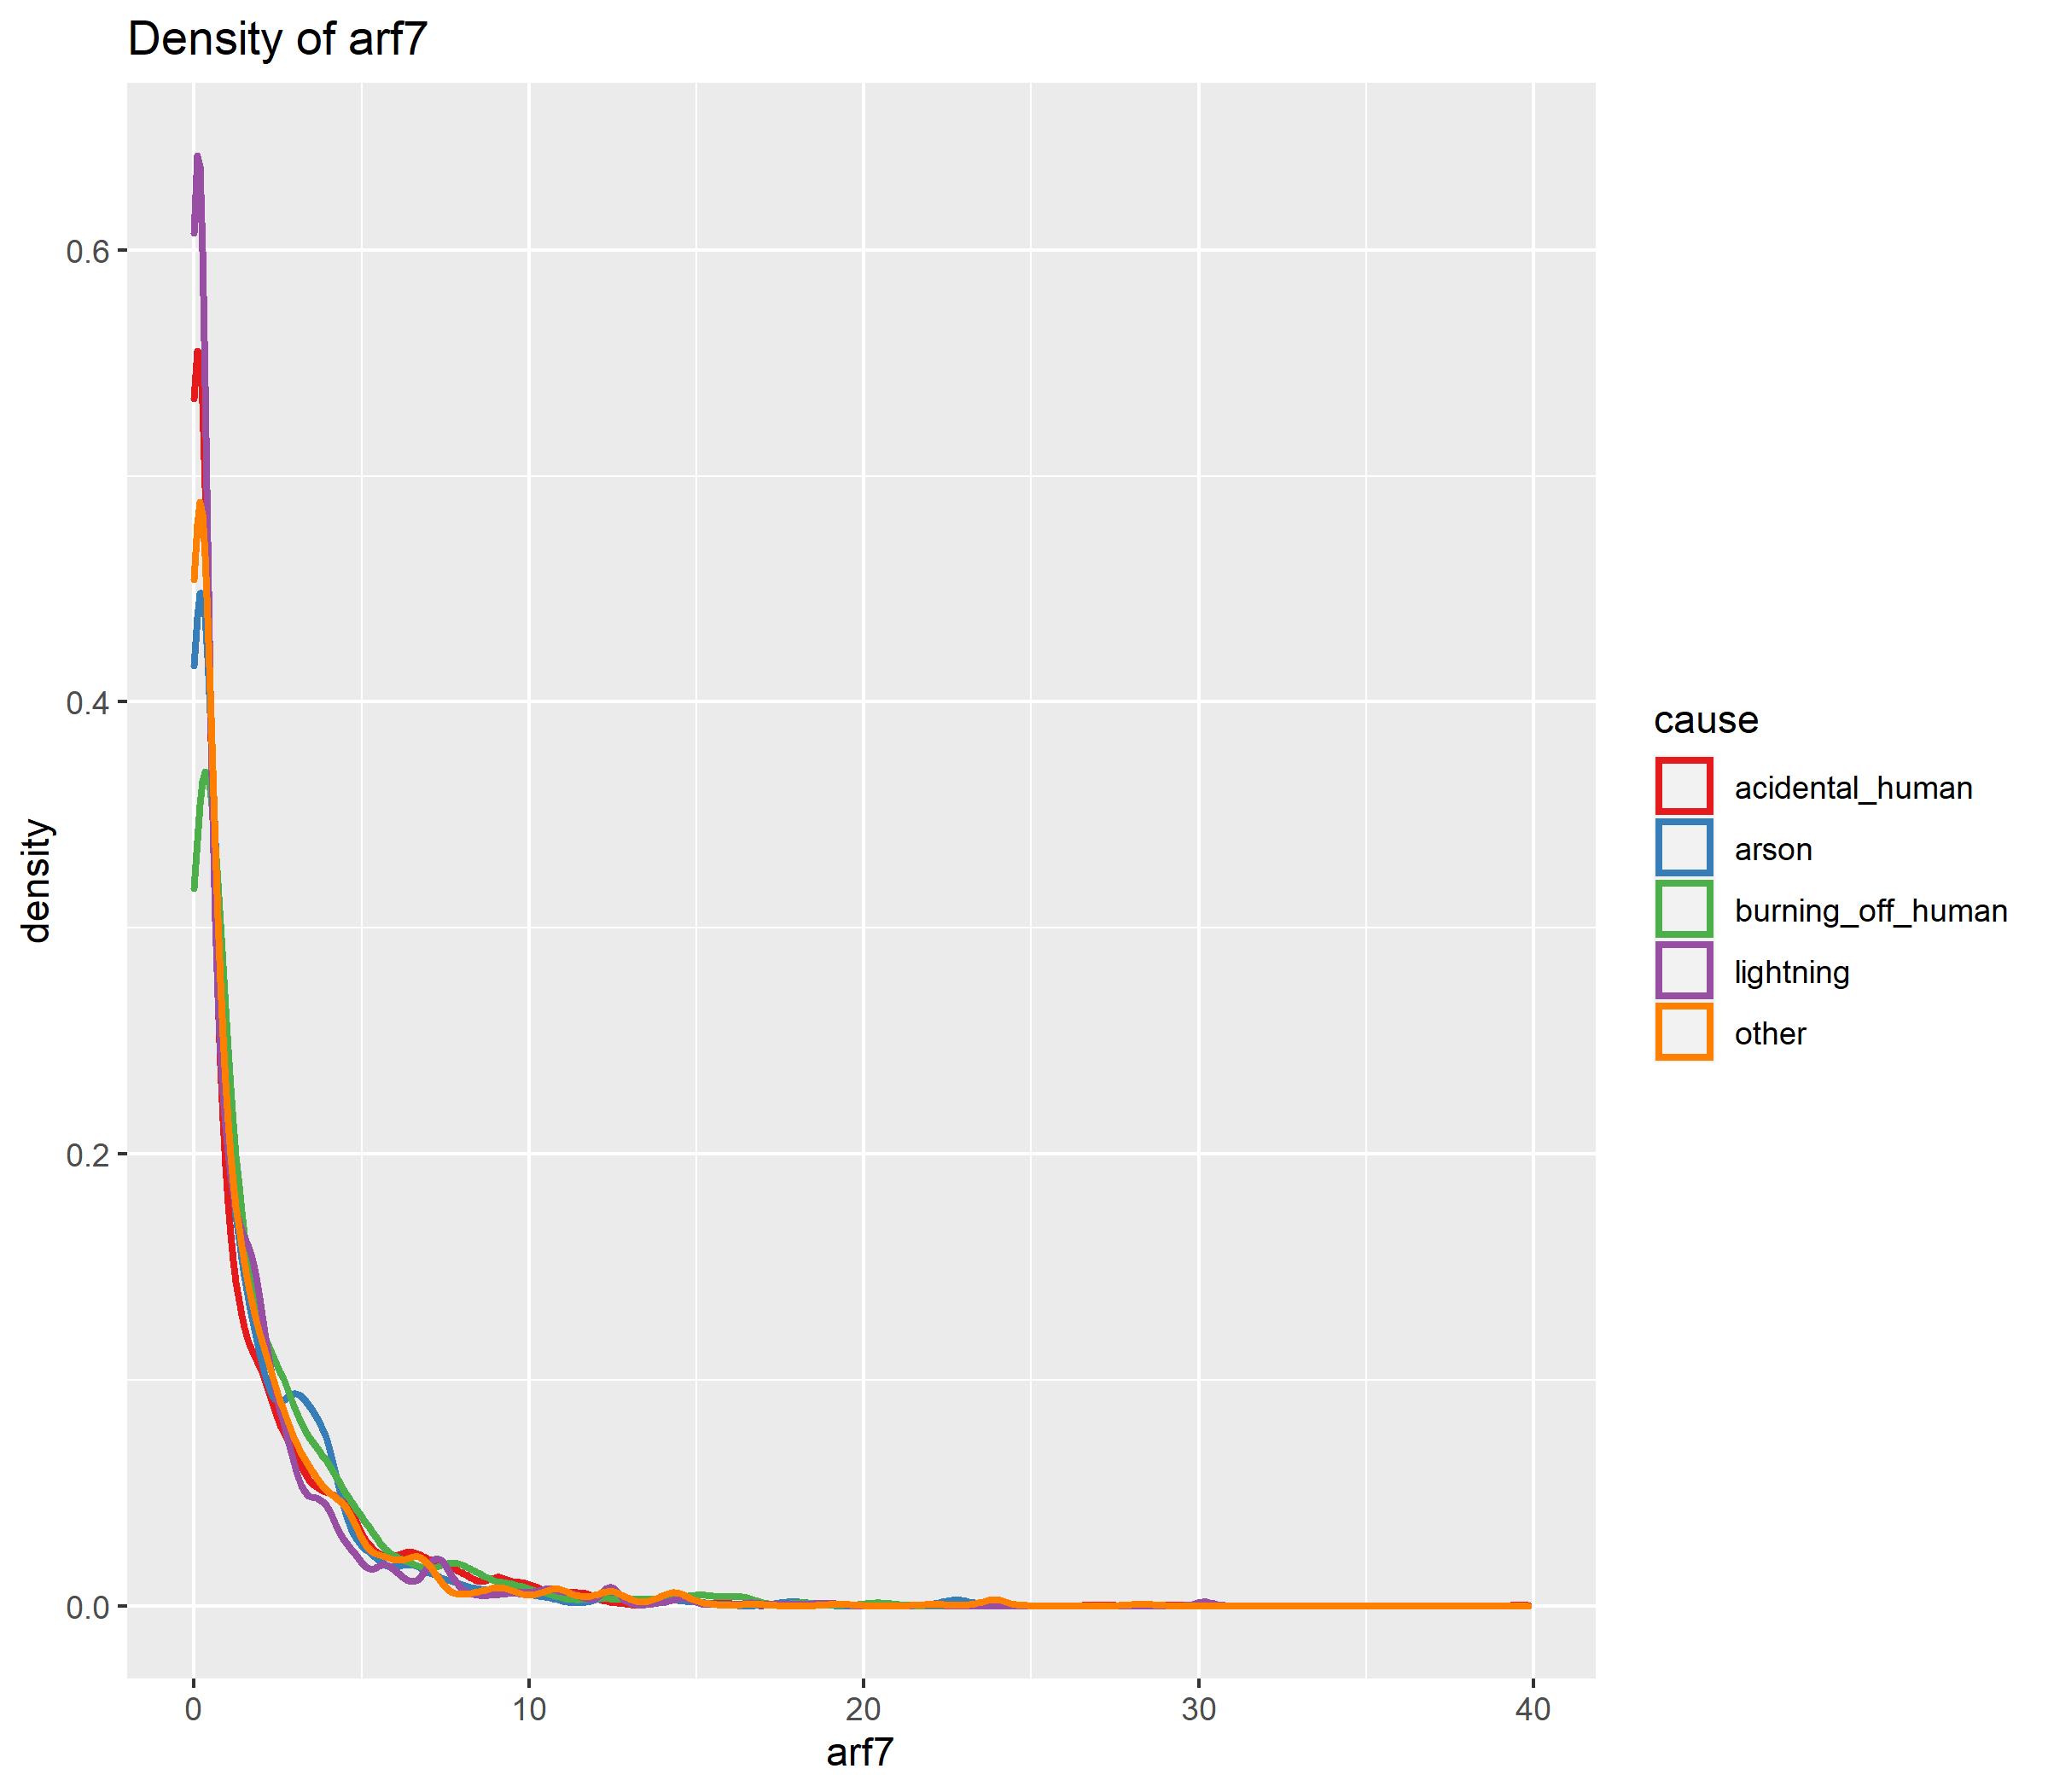 Density of arf7
0.6
0.4
0.2
0.0
density
0 10 20 30 40
arf7
cause
acidental_human
arson
burning_off_human
lightning
other